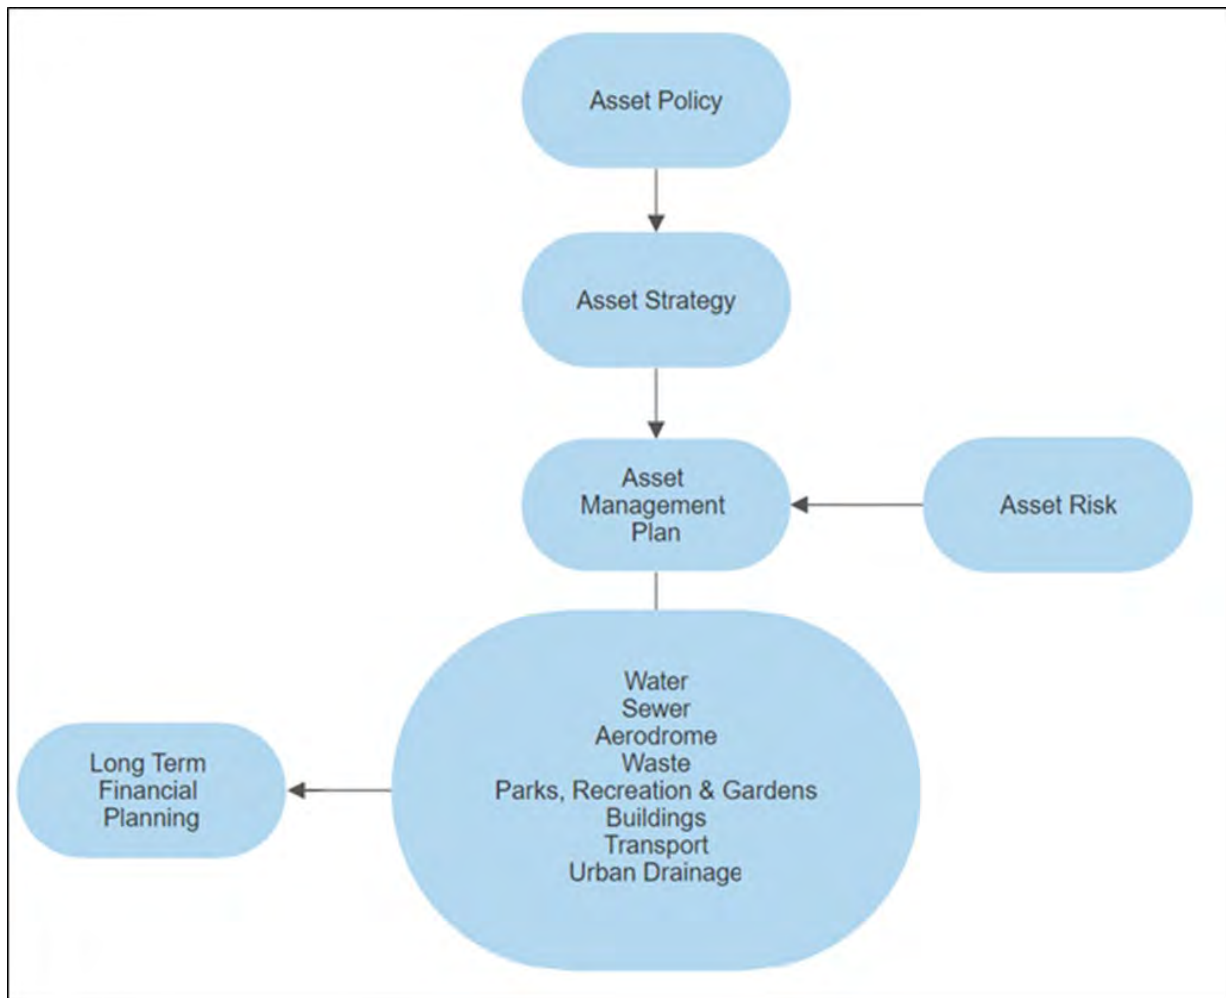 Asset Policy
Asset Strategy
Asset
Management
Plan
Asset Risk
Water
Sewer
Aerodrome
Waste
Parks, Recreation & Gardens
Buildings
Transport
Urban Drainage
Long Term
Financial
Planning